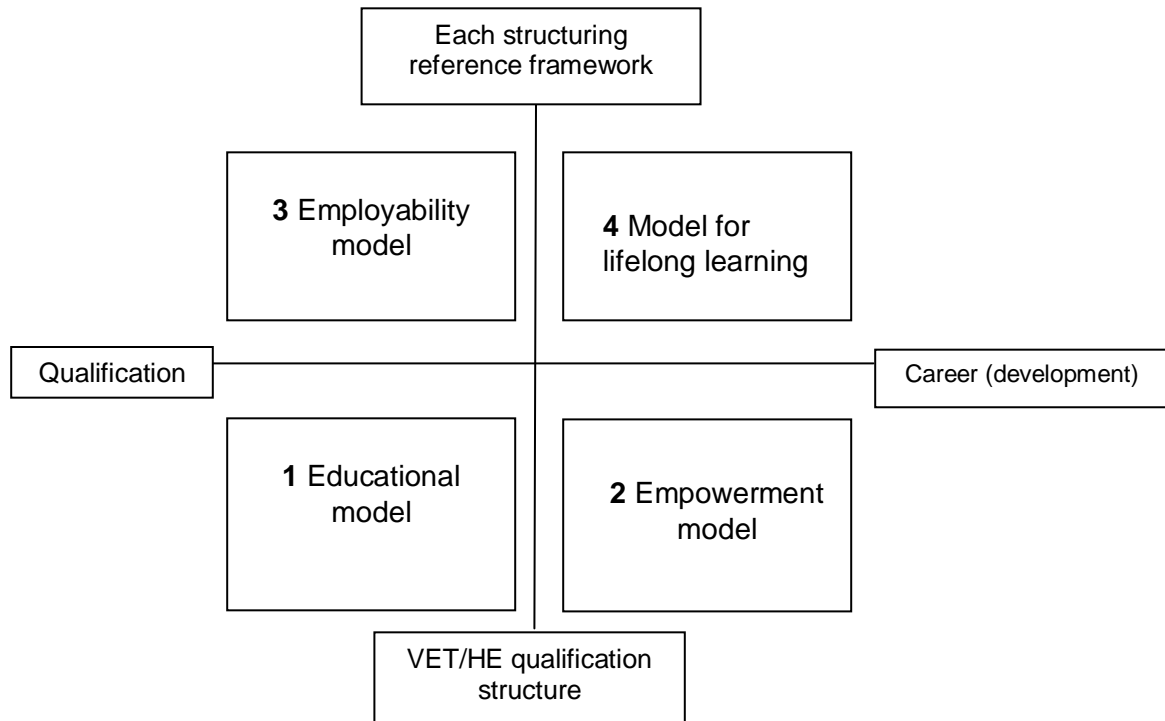 Each structuring
reference framework
3 Employability
model
4 Model for
lifelong learning
Qualification
Career (development)
1 Educational
model
2 Empowerment
model
VET/HE qualification
structure